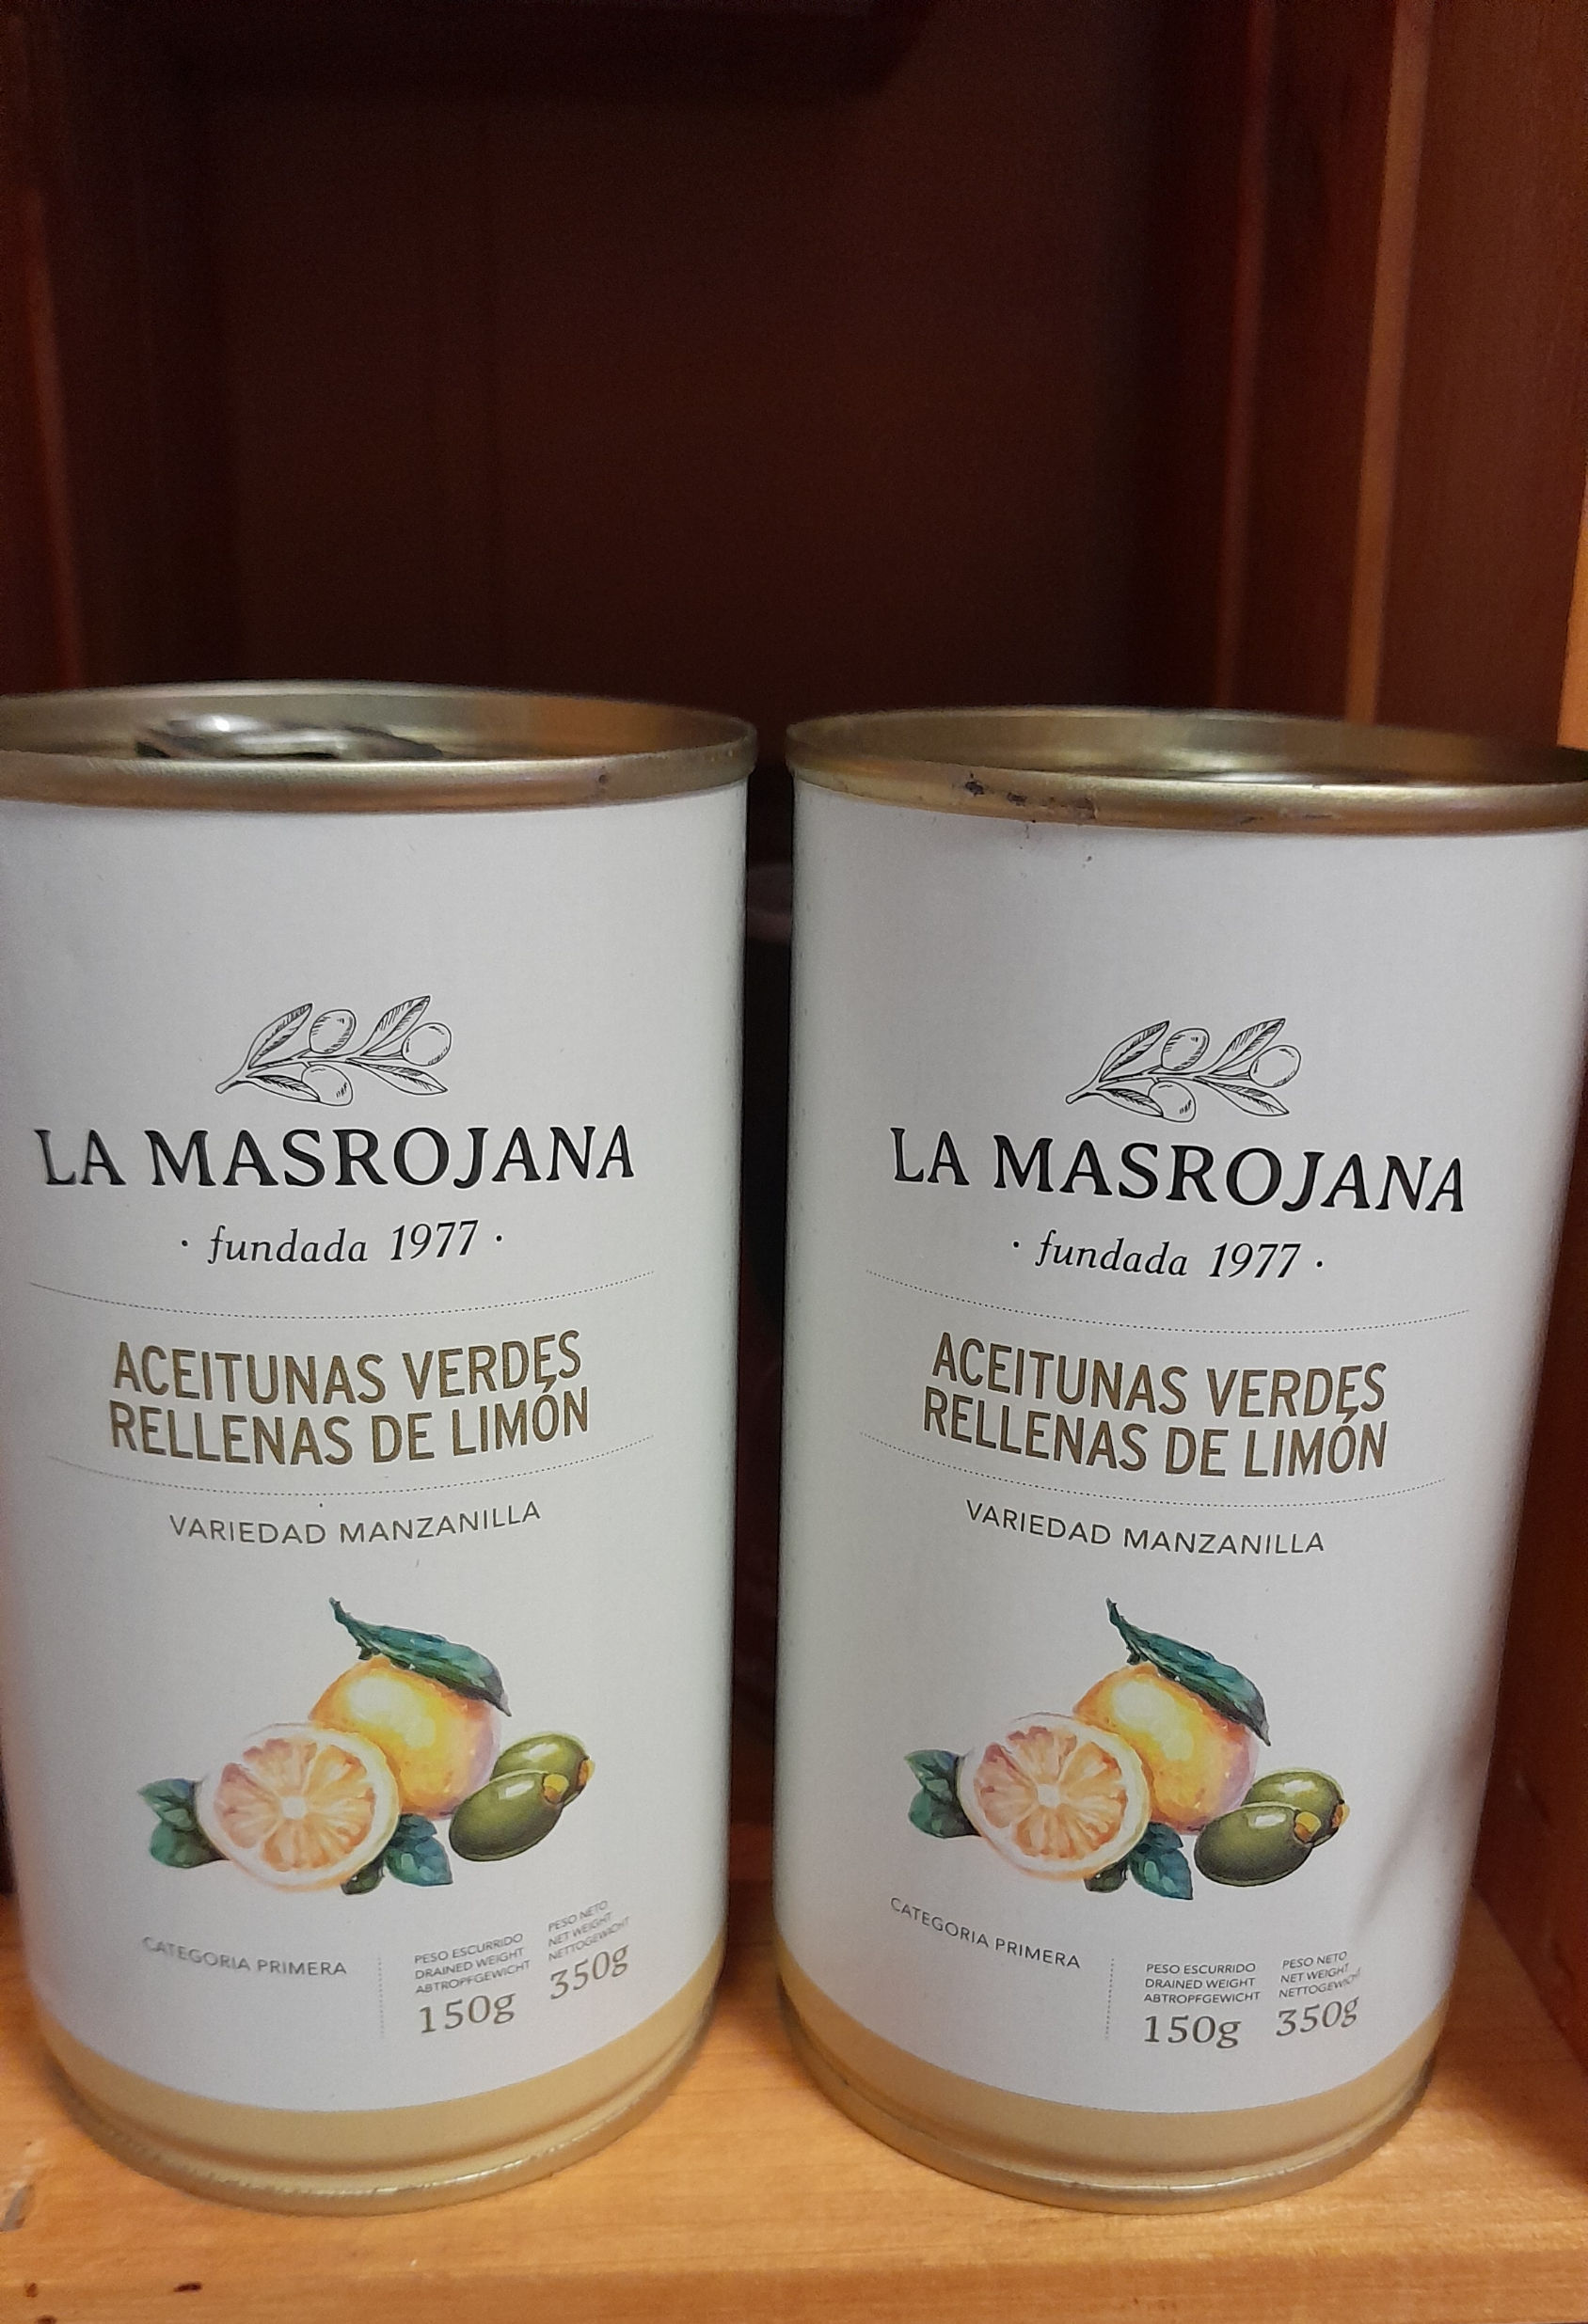 LA MASROJANA
· fundada 1977 ·
ACEITUNAS VERDES
RELLENAS DE LIMÓN
VARIEDAD MANZANILLA
CATEGORIA PRIMERA
PESO ESCURRIDO
DRAINED WEIGHT
ABTROPFGEWICHT
150g
PESO NETO
NET WEIGHT
NETTOGEWICHT
350g
LA MASROJANA
· fundada 1977 ·
ACEITUNAS VERDES
RELLENAS DE LIMÓN
VARIEDAD MANZANILLA
CATEGORIA PRIMERA
PESO ESCURRIDO
DRAINED WEIGHT
ABTROPFGEWICHT
150g
PESO NETO
NET WEIGHT
NETTOGEWICHT
350g